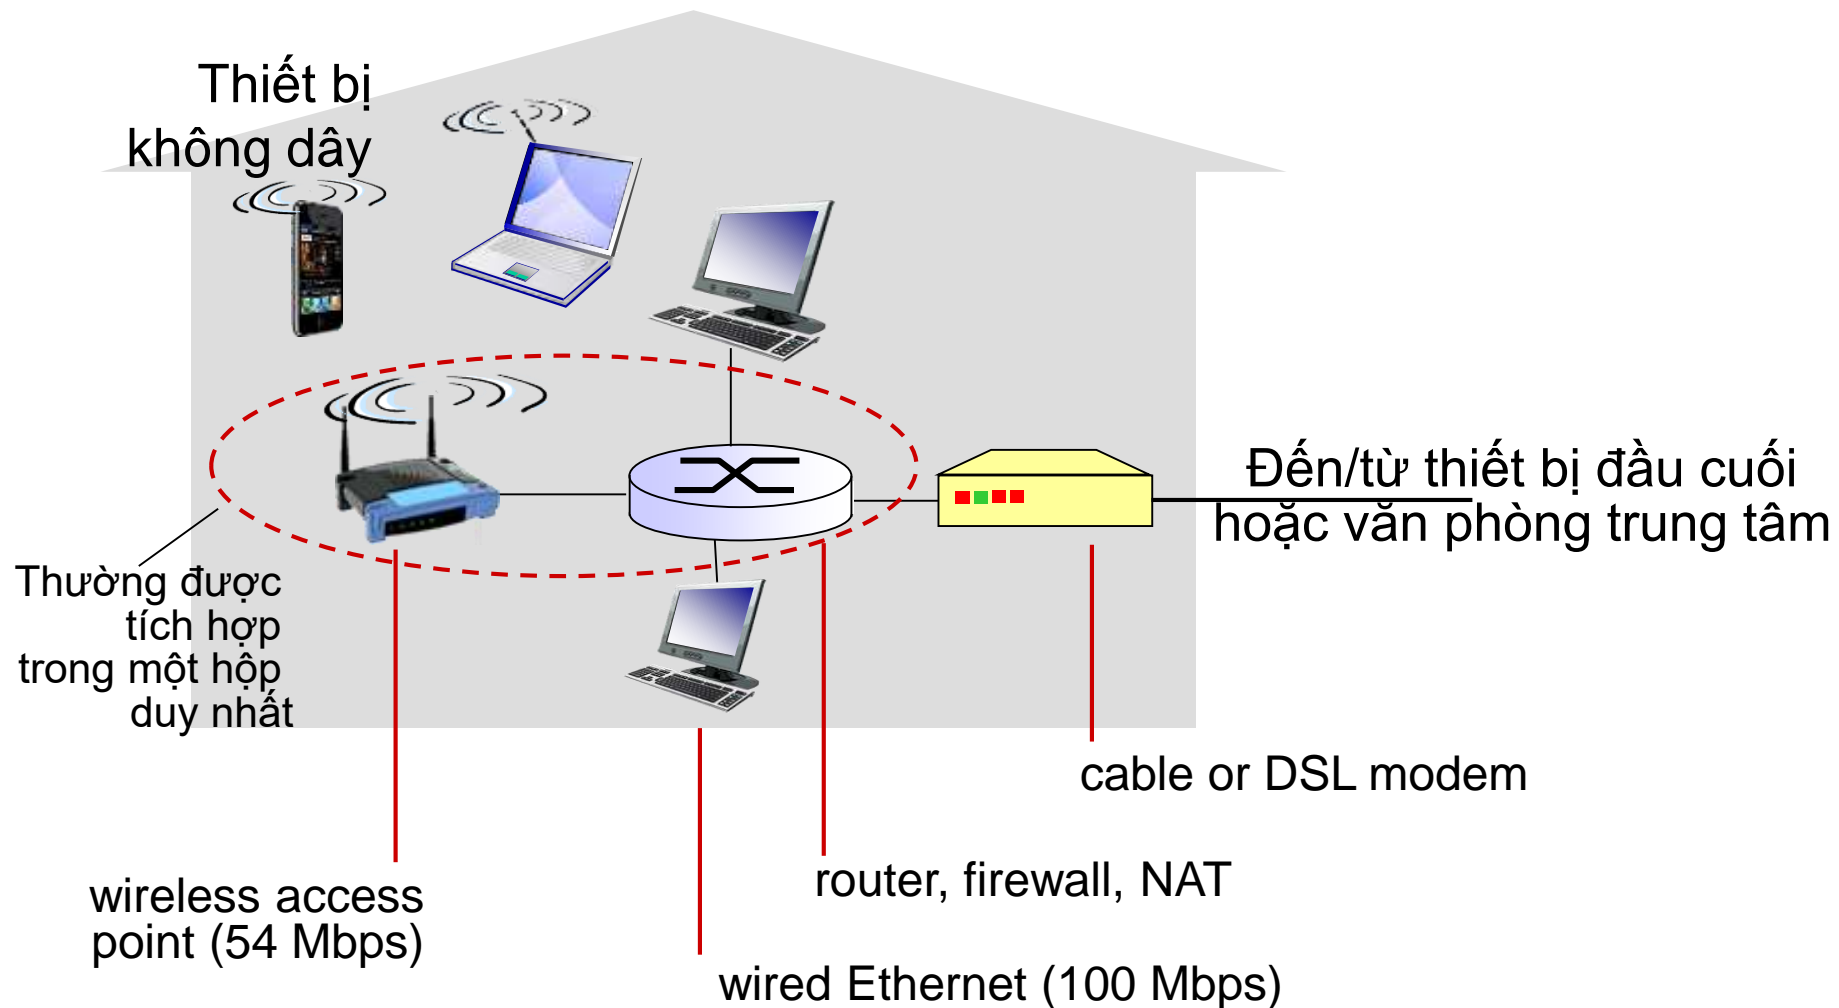 Thiết bị
không dây
Đến/từ thiết bị đầu cuối
hoặc văn phòng trung tâm
Thường được
tích hợp
trong một hộp
duy nhất
cable or DSL modem
router, firewall, NAT
wireless access
point (54 Mbps)
wired Ethernet (100 Mbps)